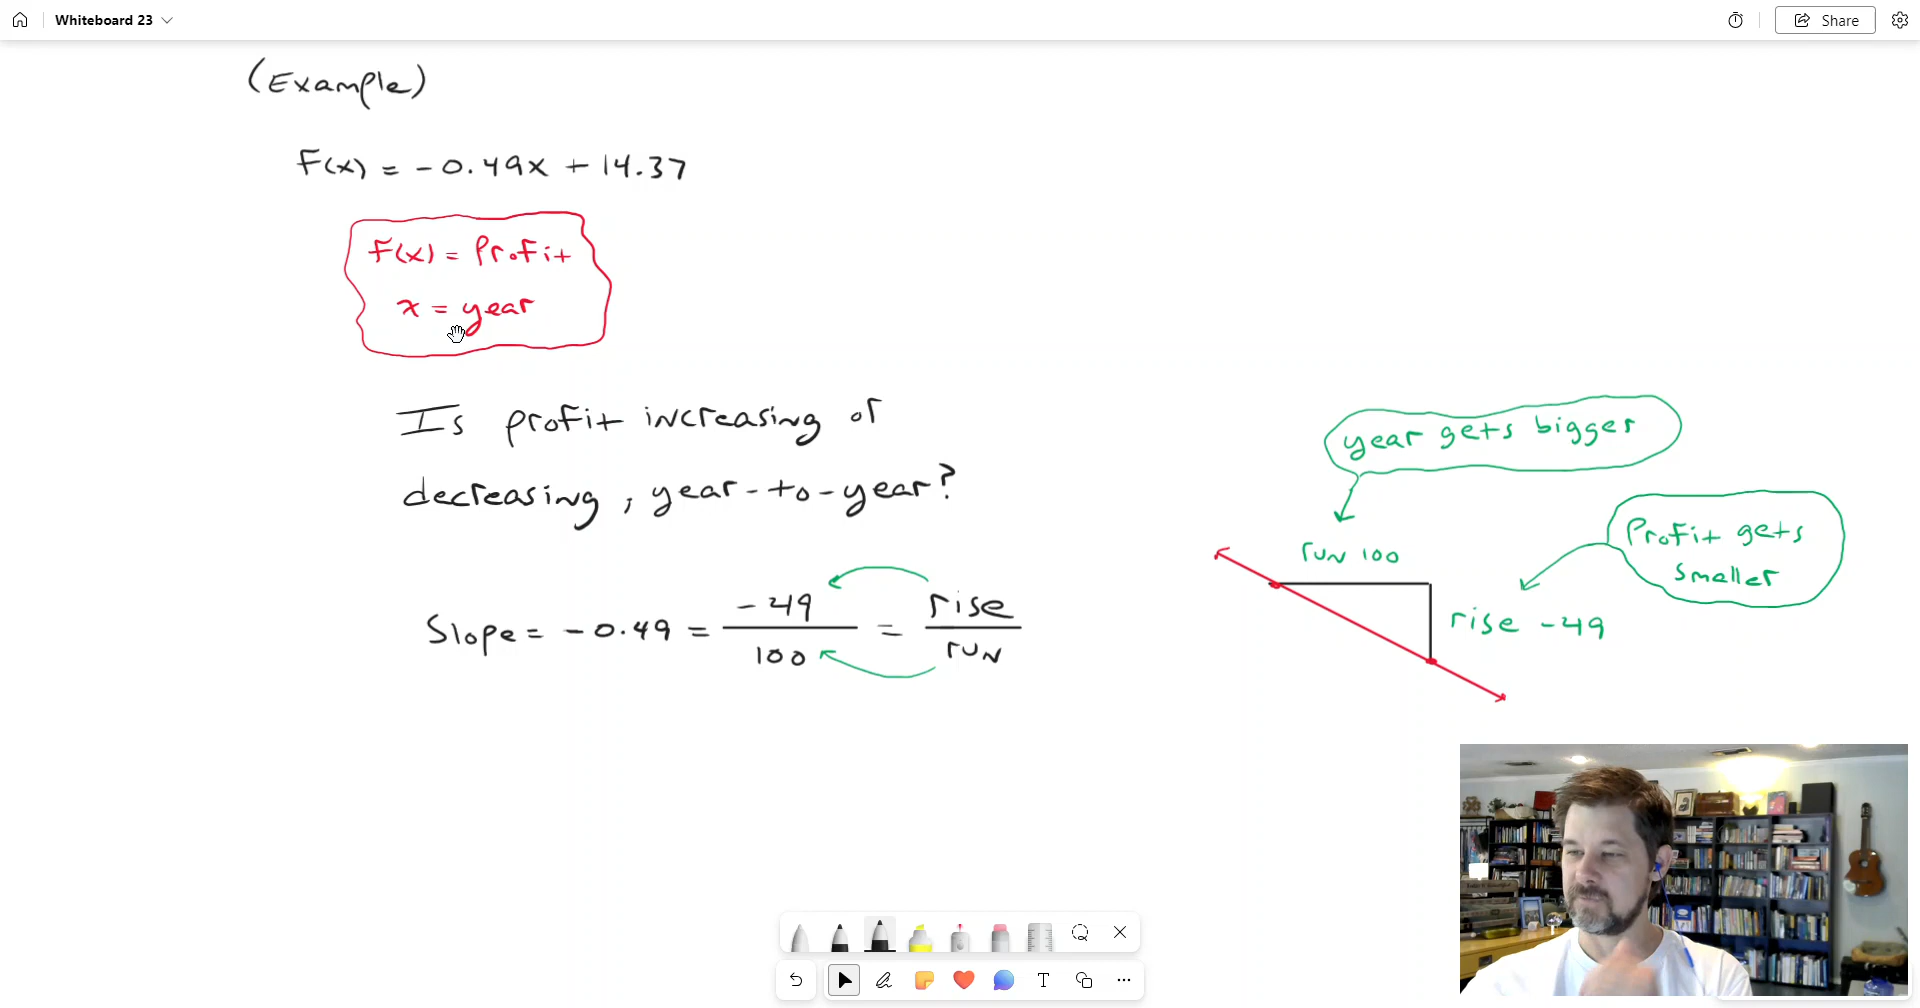 Whiteboard 23
Share
(Example)
F(x) = -0.49x + 14.37
F(x) = Profit
x = year
Is profit increasing or
decreasing, year-to-year?
Slope = -0.49 = -49/100 = rise/run
year gets bigger
run 100
Profit gets
smaller
rise -49
T